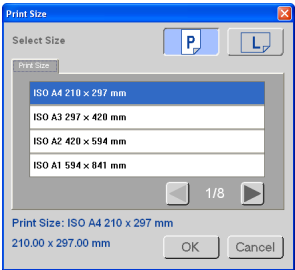 Print Size
Select Size
P
L
Print Size
ISO A4 210 x 297 mm
ISO A3 297 x 420 mm
ISO A2 420 x 594 mm
ISO A1 594 x 841 mm
1/8
Print Size: ISO A4 210 x 297 mm
210.00 x 297.00 mm
OK
Cancel